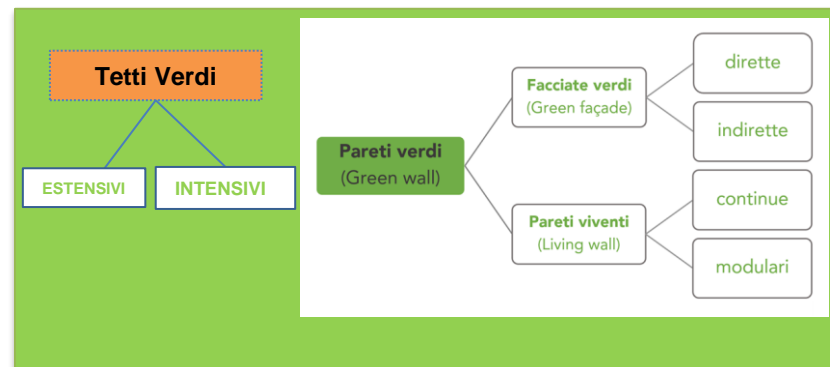 Tetti Verdi
ESTENSIVI
INTENSIVI
Pareti verdi
(Green wall)
Facciate verdi
(Green façade)
dirette
indirette
Pareti viventi
(Living wall)
continue
modulari